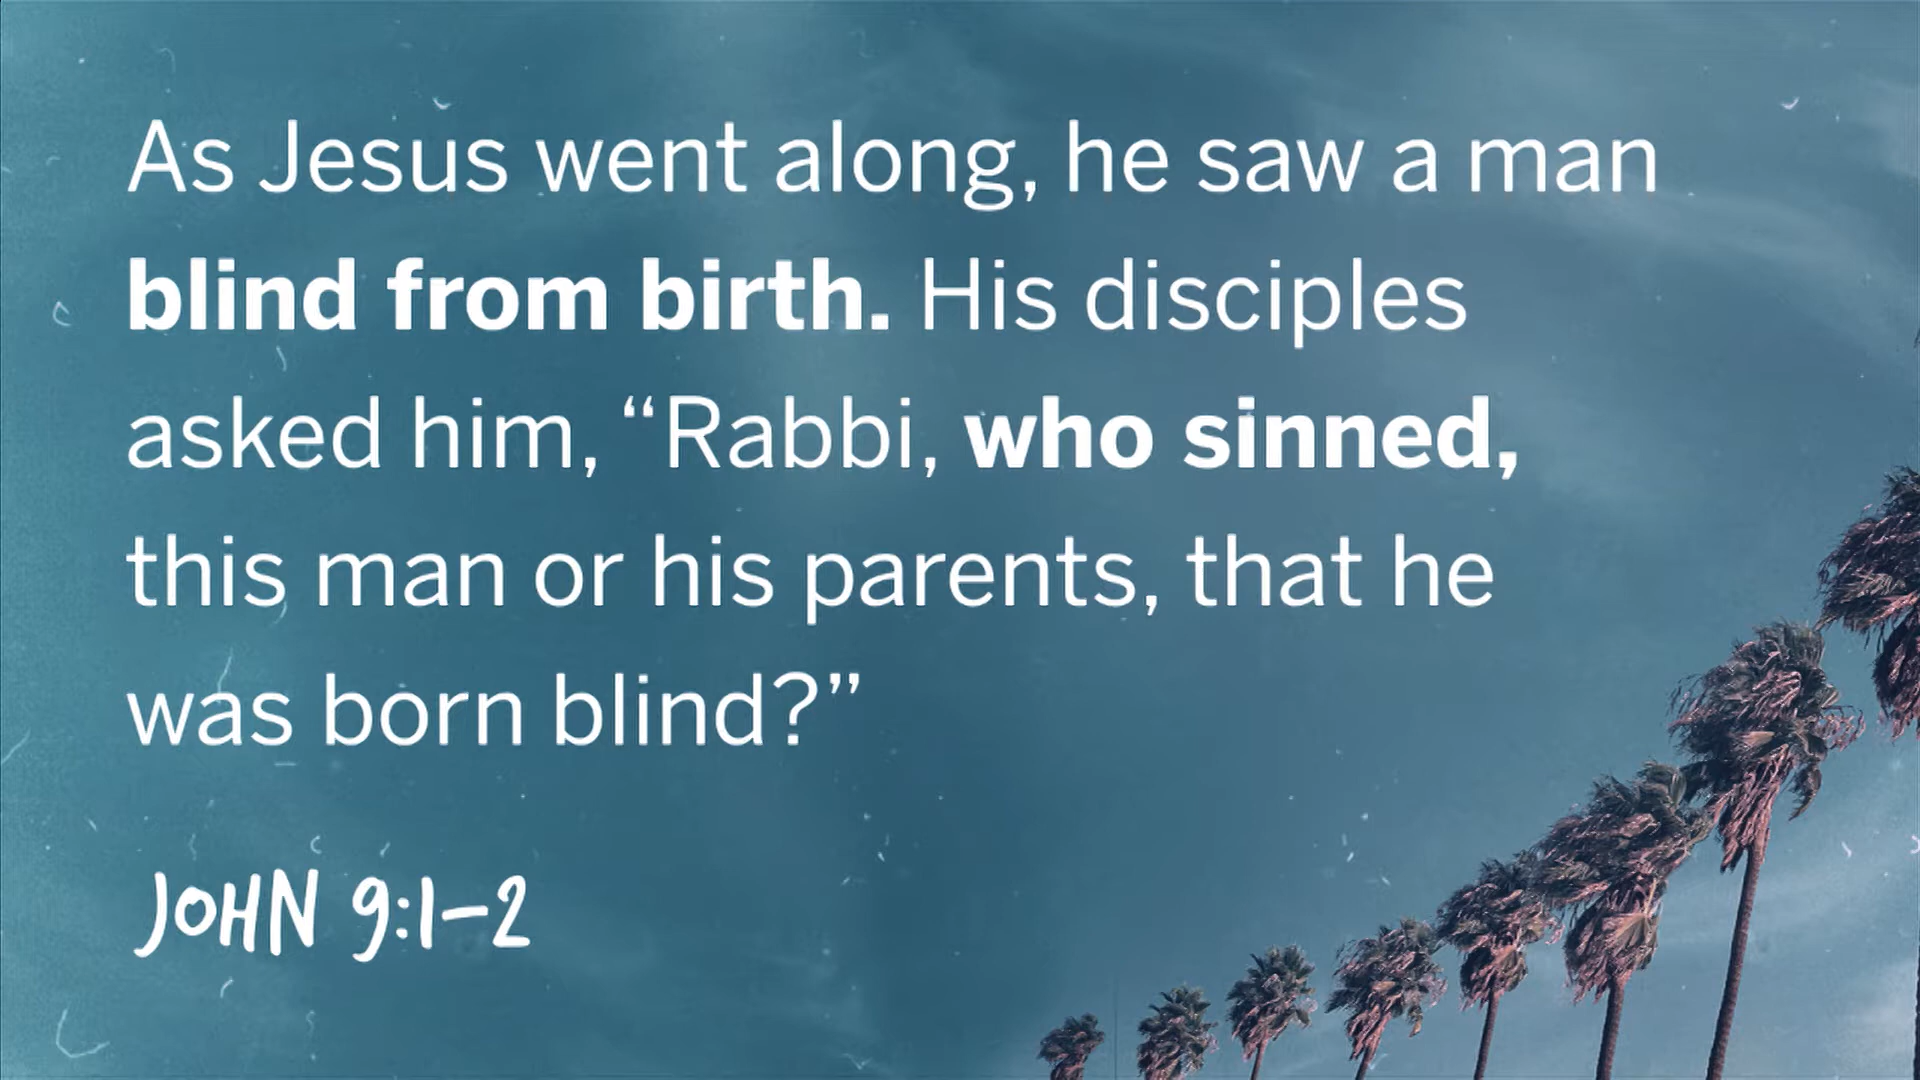 As Jesus went along, he saw a man
blind from birth. His disciples
asked him, “Rabbi, who sinned,
this man or his parents, that he
was born blind?”
JOHN 9:1–2